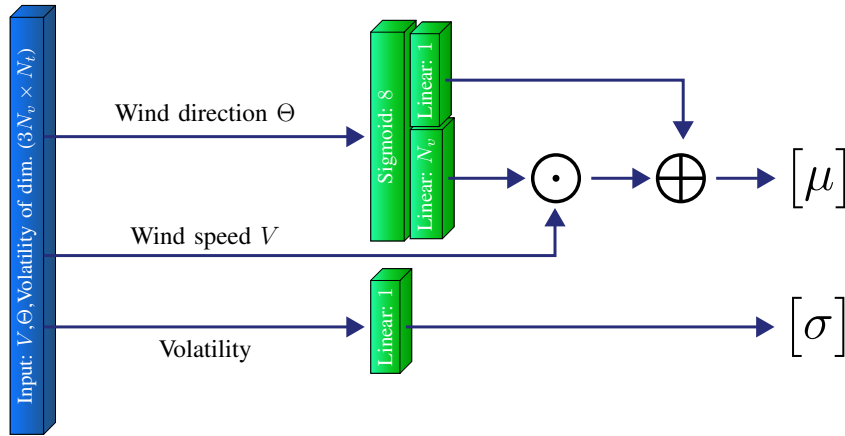 Input: V,Θ,Volatility of dim. (3N_v × N_t)
Wind direction Θ
Sigmoid: 8
Linear: 1
Linear: N_v
Wind speed V
Volatility
Linear: 1
[μ]
[σ]